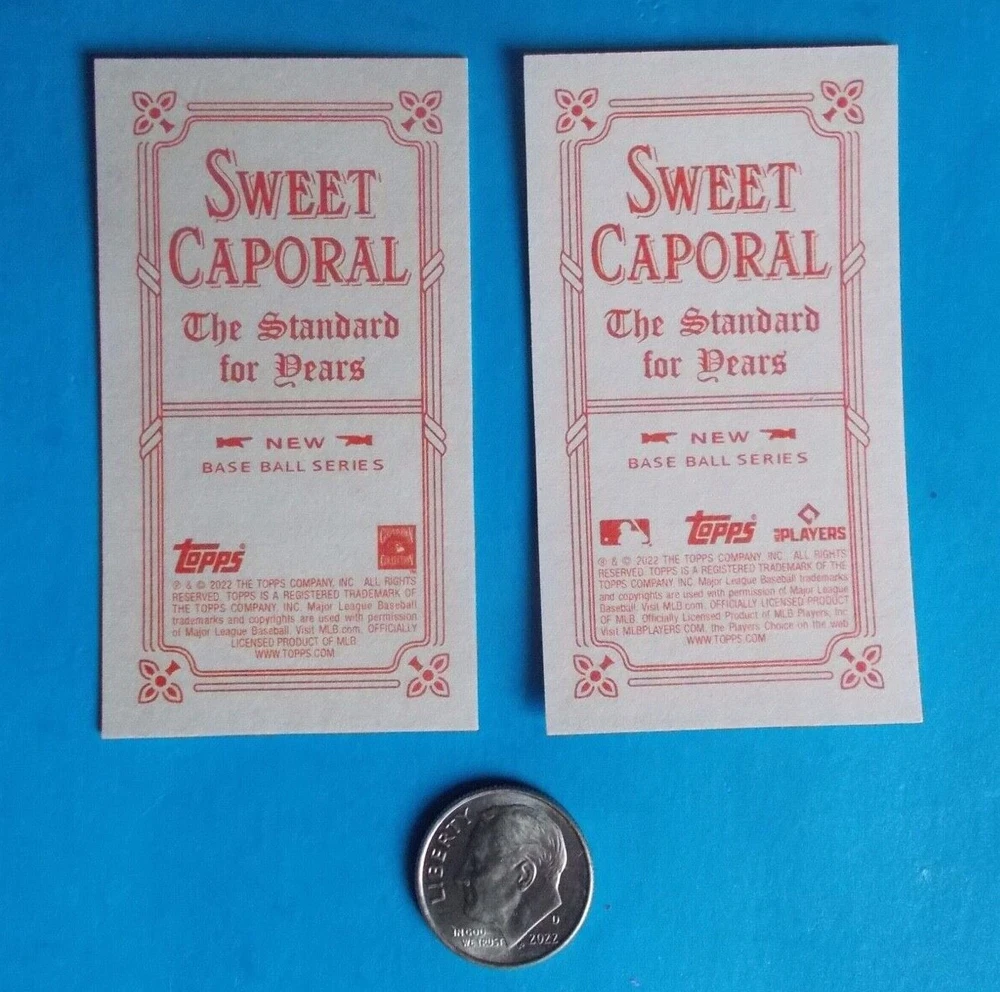 SWEET
CAPORAL
The Standard
for Years
NEW
BASE BALL SERIES
topps
COOPERSTOWN
COLLECTION
® & © 2022 THE TOPPS COMPANY, INC. ALL RIGHTS
RESERVED. TOPPS IS A REGISTERED TRADEMARK OF
THE TOPPS COMPANY, INC. Major League Baseball
trademarks and copyrights are used with permission
of Major League Baseball. Visit MLB.com. OFFICIALLY
LICENSED PRODUCT OF MLB.
WWW.TOPPS.COM
SWEET
CAPORAL
The Standard
for Years
NEW
BASE BALL SERIES
topps
MLB PLAYERS
® & © 2022 THE TOPPS COMPANY, INC. ALL RIGHTS
RESERVED. TOPPS IS A REGISTERED TRADEMARK OF THE
TOPPS COMPANY, INC. Major League Baseball trademarks
and copyrights are used with permission of Major League
Baseball. Visit MLB.com. OFFICIALLY LICENSED PRODUCT
OF MLB. Officially Licensed Product of MLB Players, Inc.
Visit MLBPLAYERS.COM, the Players Choice on the web
WWW.TOPPS.COM
LIBERTY
IN GOD
WE TRUST
D
2022